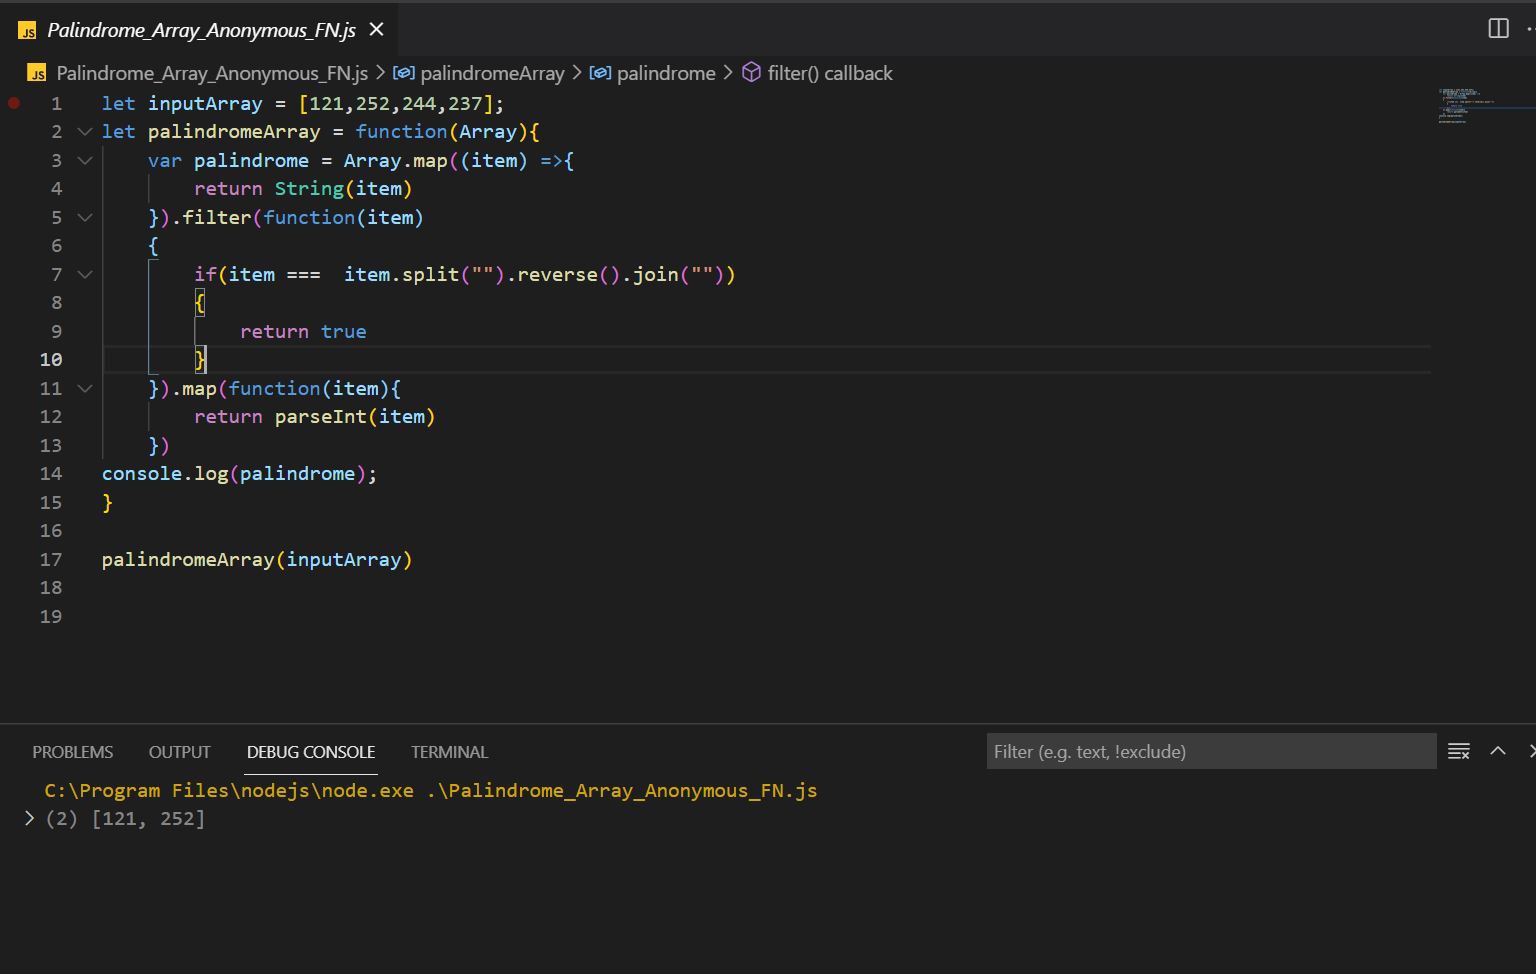 JS Palindrome_Array_Anonymous_FN.js
JS Palindrome_Array_Anonymous_FN.js > palindromeArray > palindrome > filter() callback
1 let inputArray = [121,252,244,237];
2 let palindromeArray = function(Array){
3     var palindrome = Array.map((item) =>{
4         return String(item)
5     }).filter(function(item)
6     {
7         if(item ===  item.split("").reverse().join(""))
8         {
9             return true
10         }
11     }).map(function(item){
12         return parseInt(item)
13     })
14 console.log(palindrome);
15 }
16
17 palindromeArray(inputArray)
18
19
PROBLEMS OUTPUT DEBUG CONSOLE TERMINAL Filter (e.g. text, !exclude)
C:\Program Files\nodejs\node.exe .\Palindrome_Array_Anonymous_FN.js
> (2) [121, 252]